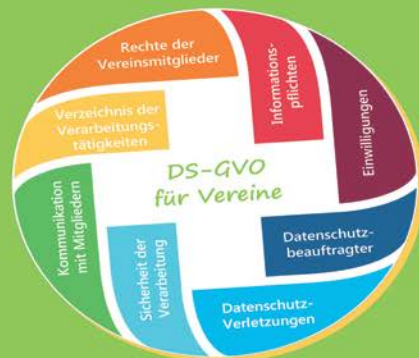 Rechte der
Vereinsmitglieder
Informations-
pflichten
Einwilligungen
Datenschutz-
beauftragter
Datenschutz-
Verletzungen
Sicherheit der
Verarbeitung
Kommunikation
mit Mitgliedern
Verzeichnis der
Verarbeitungs-
tätigkeiten
DS-GVO
für Vereine